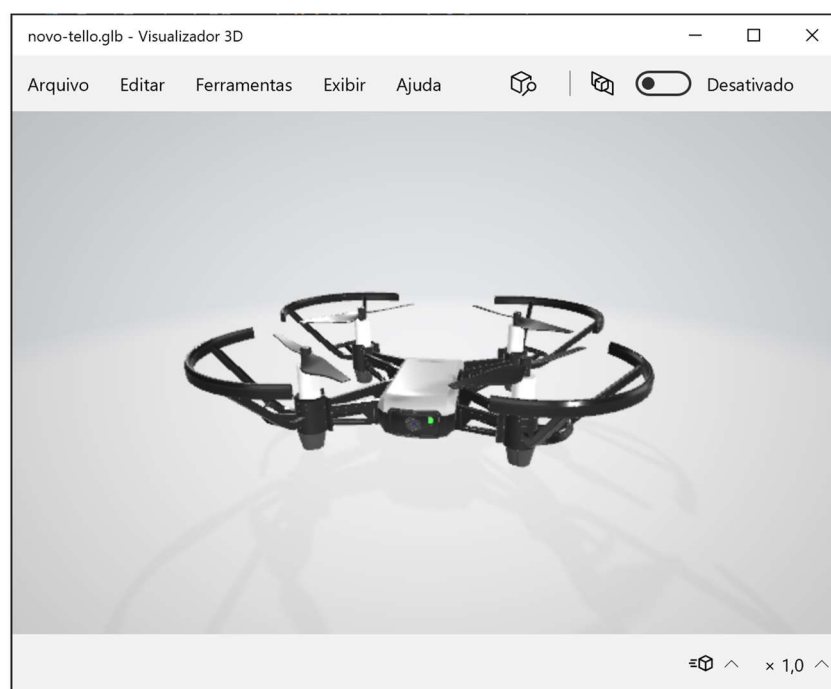 novo-tello.glb - Visualizador 3D
Arquivo Editar Ferramentas Exibir Ajuda Desativado
× 1,0